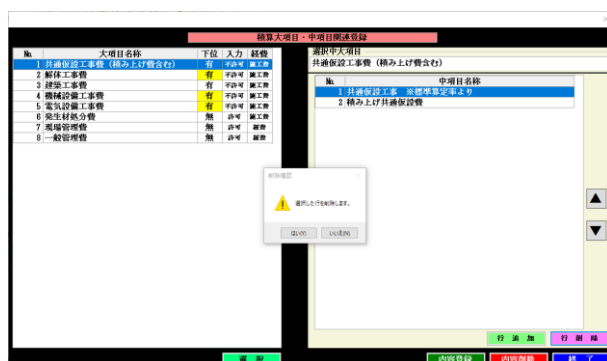 積算大項目・中項目関連登録
№ 大項目名称 下位 入力 経費
1 共通仮設工事費（積み上げ費含む） 有 不許可 施工費
2 解体工事費 有 不許可 施工費
3 建築工事費 有 不許可 施工費
4 機械設備工事費 有 不許可 施工費
5 電気設備工事費 有 不許可 施工費
6 発生材処分費 無 許可 施工費
7 現場管理費 無 許可 経費
8 一般管理費 無 許可 経費
選択
選択中大項目
共通仮設工事費（積み上げ費含む）
№ 中項目名称
1 共通仮設工事 ※標準算定率より
2 積み上げ共通仮設費
▲
▼
行追加 行削除
内容登録 内容削除 終了
削除確認
選択した行を削除します。
はい(Y) いいえ(N)